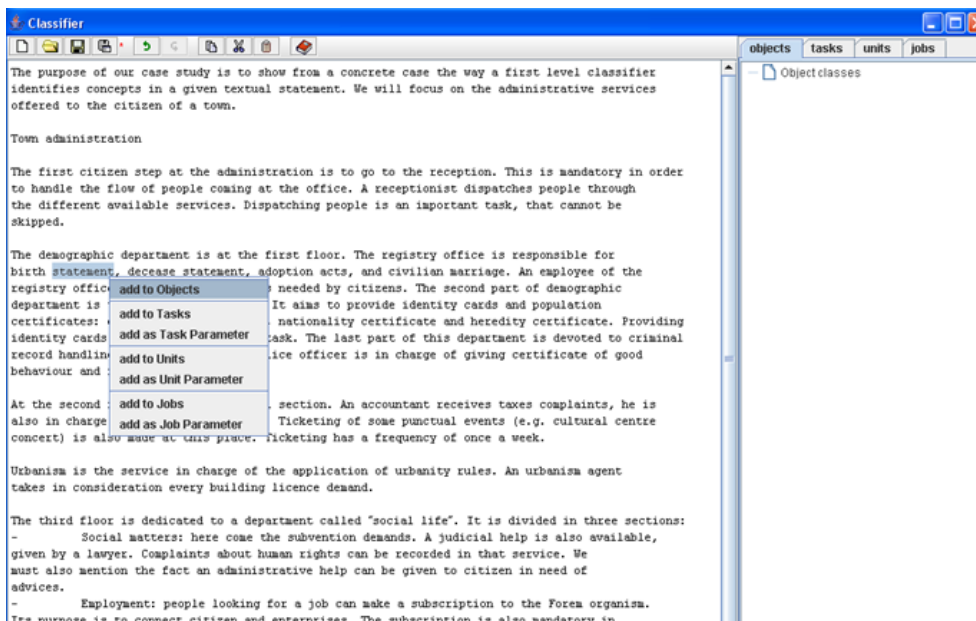 Classifier
objects tasks units jobs
Object classes
The purpose of our case study is to show from a concrete case the way a first level classifier
identifies concepts in a given textual statement. We will focus on the administrative services
offered to the citizen of a town.
Town administration
The first citizen step at the administration is to go to the reception. This is mandatory in order
to handle the flow of people coming at the office. A receptionist dispatches people through
the different available services. Dispatching people is an important task, that cannot be
skipped.
The demographic department is at the first floor. The registry office is responsible for
birth statement, decease statement, adoption acts, and civilian marriage. An employee of the
registry office needed by citizens. The second part of demographic
department is It aims to provide identity cards and population
certificates: nationality certificate and heredity certificate. Providing
identity cards task. The last part of this department is devoted to criminal
record handling officer is in charge of giving certificate of good
behaviour and
add to Objects
add to Tasks
add as Task Parameter
add to Units
add as Unit Parameter
add to Jobs
add as Job Parameter
At the second section. An accountant receives taxes complaints, he is
also in charge Ticketing of some punctual events (e.g. cultural centre
concert) is also made at this place. Ticketing has a frequency of once a week.
Urbanism is the service in charge of the application of urbanity rules. An urbanism agent
takes in consideration every building licence demand.
The third floor is dedicated to a department called "social life". It is divided in three sections:
- Social matters: here come the subvention demands. A judicial help is also available,
given by a lawyer. Complaints about human rights can be recorded in that service. We
must also mention the fact an administrative help can be given to citizen in need of
advices.
- Employment: people looking for a job can make a subscription to the Forem organism.
Its purpose is to connect citizen and enterprises. The subscription is also mandatory in